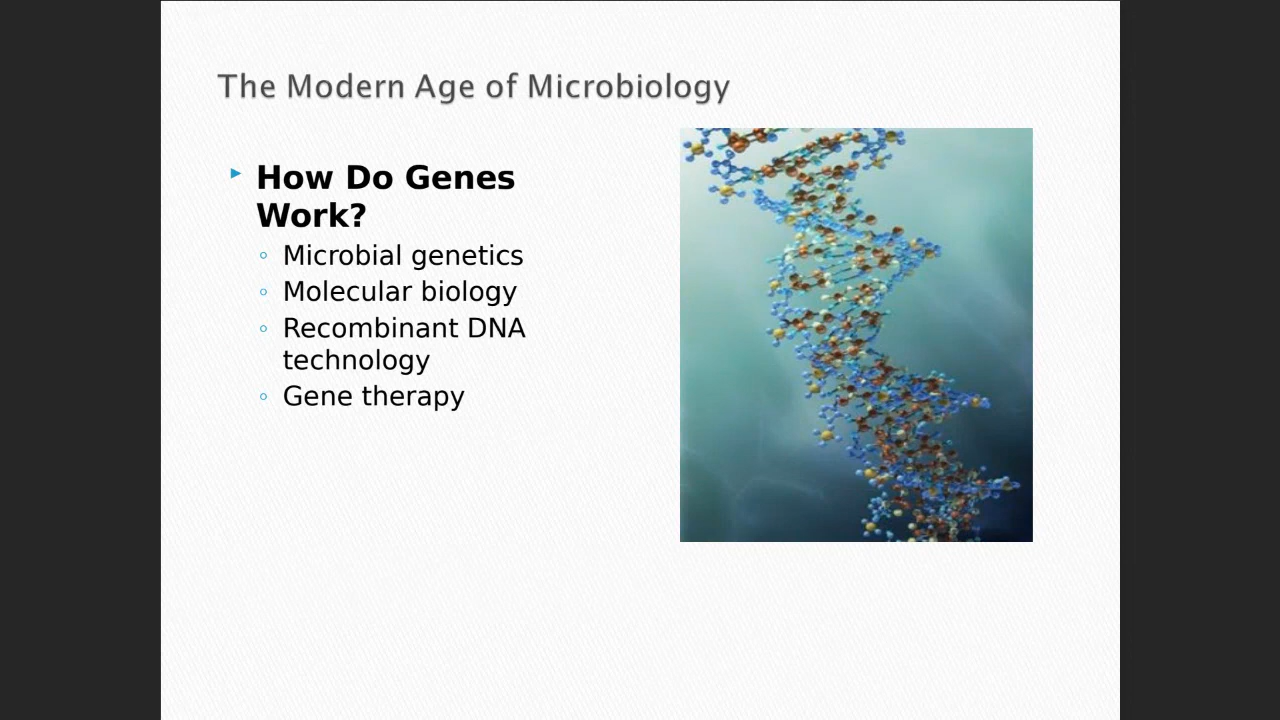 The Modern Age of Microbiology
How Do Genes
Work?
Microbial genetics
Molecular biology
Recombinant DNA
technology
Gene therapy